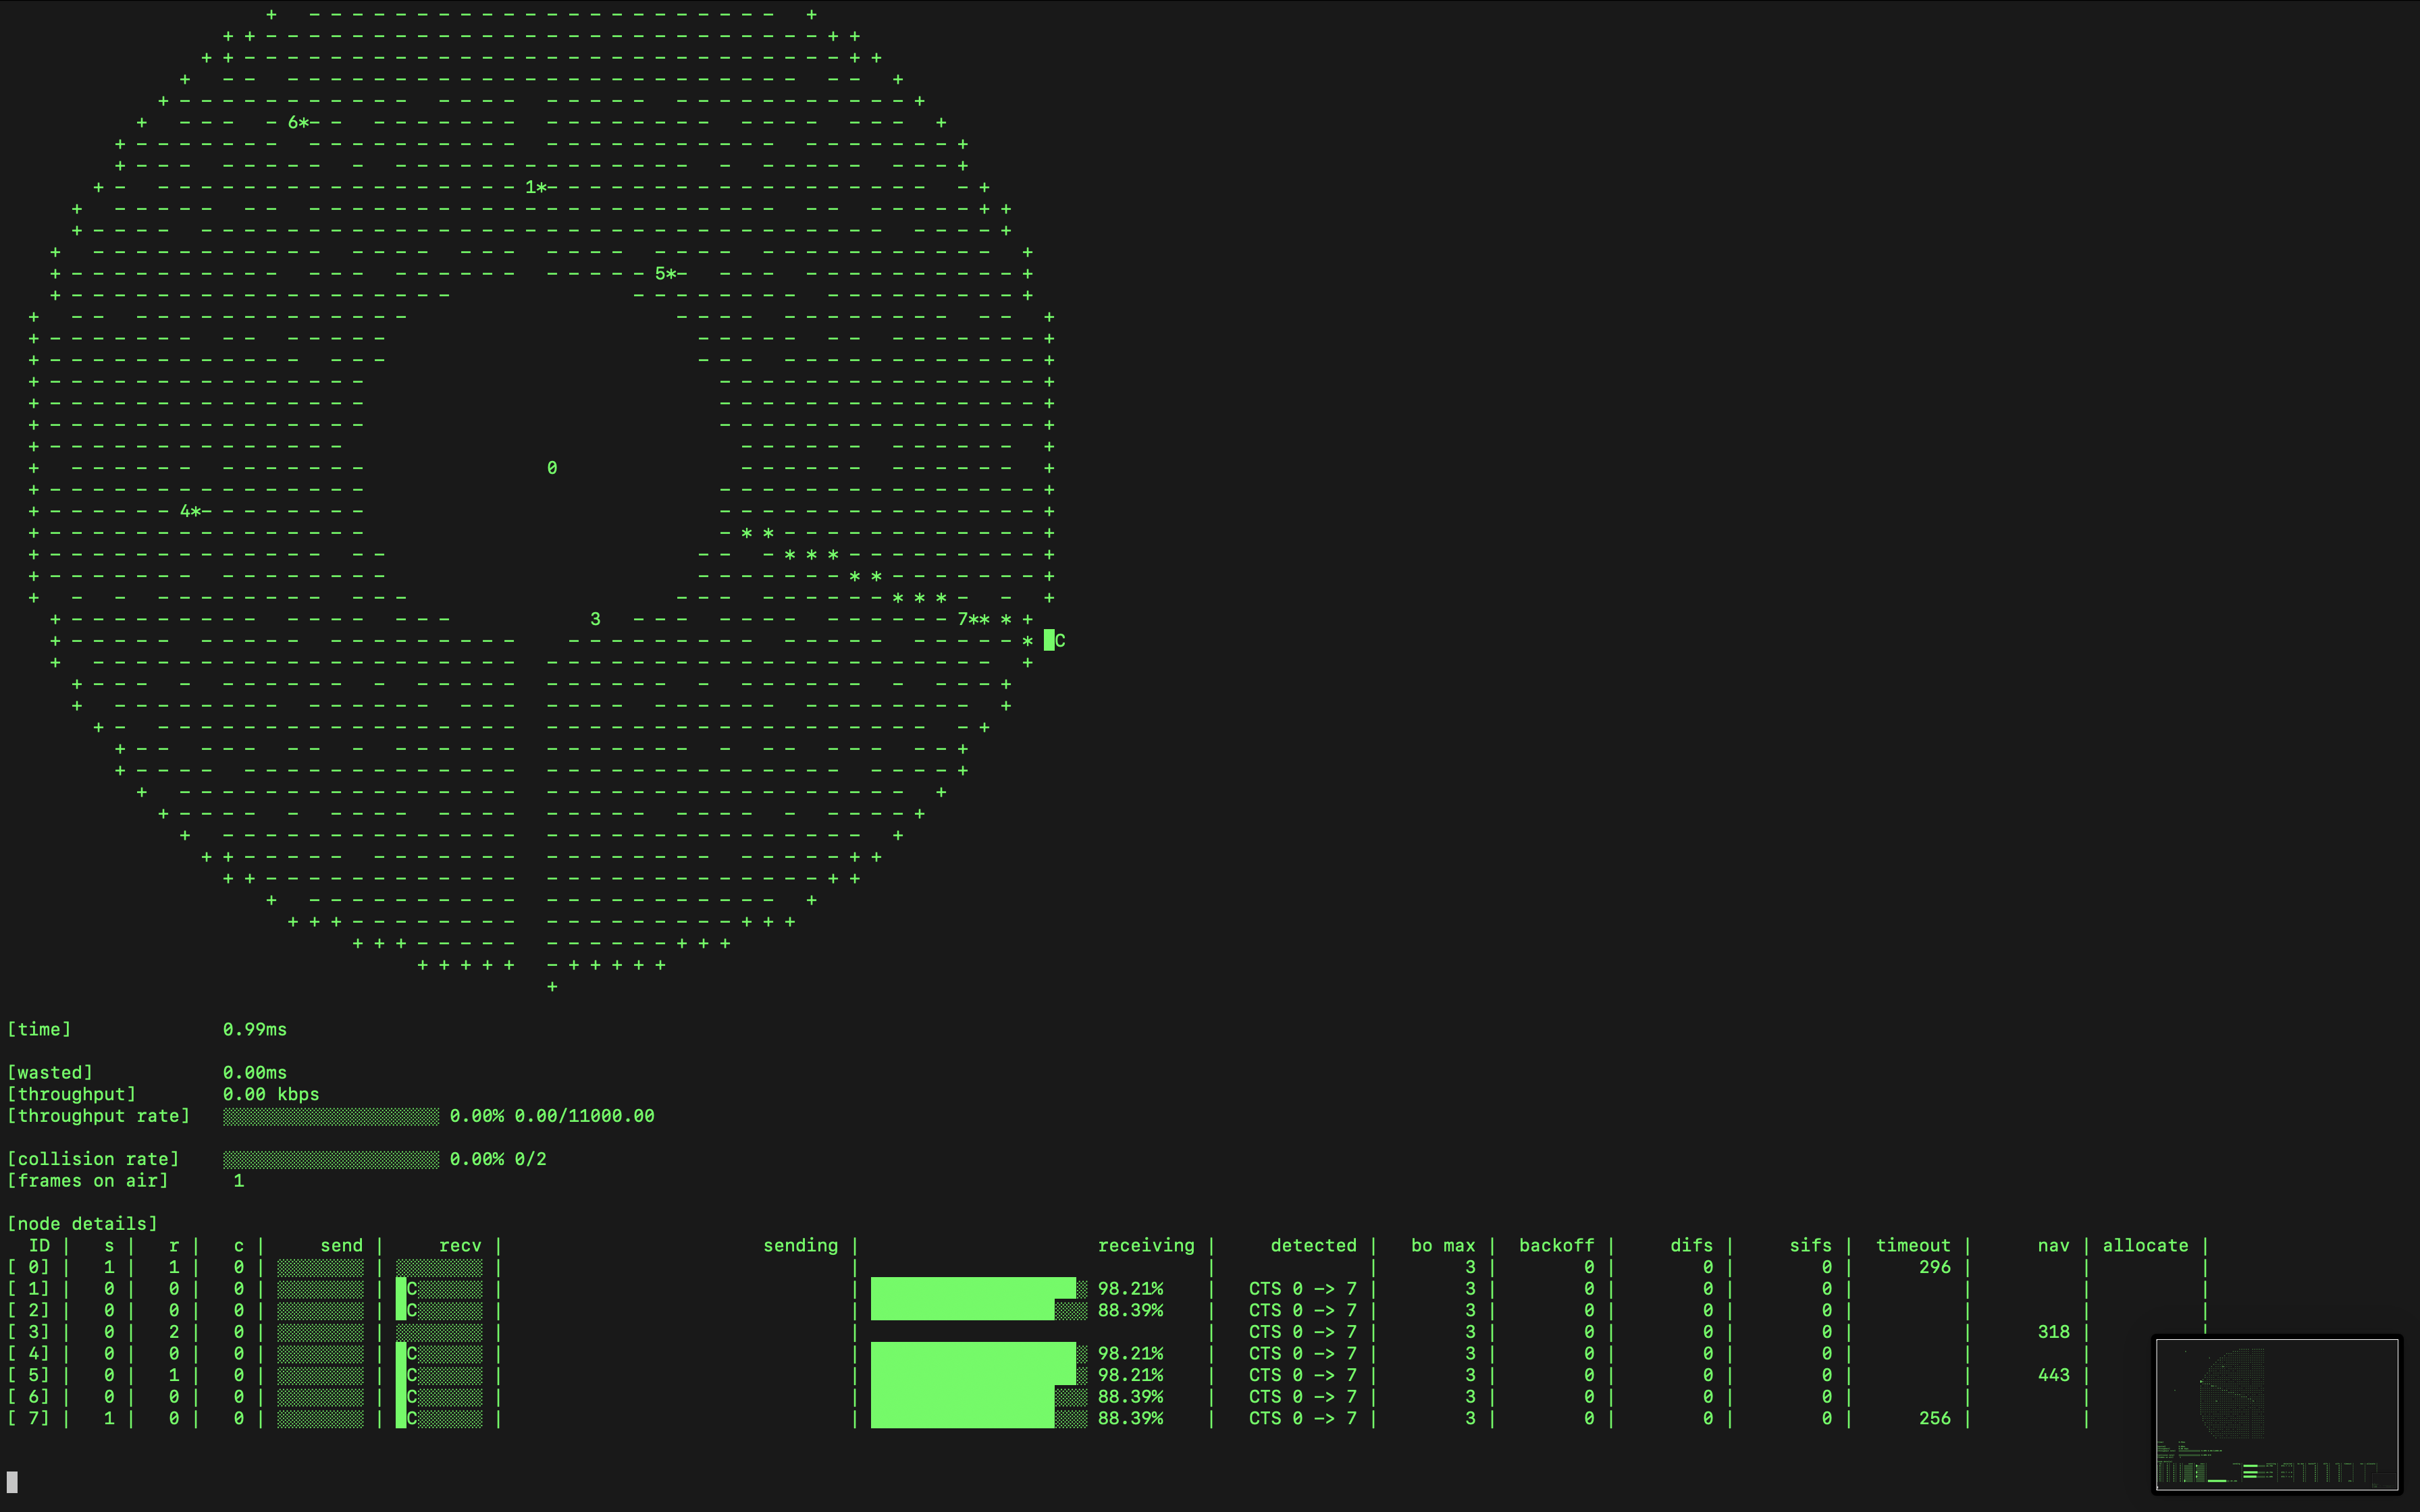 6*
1*
5*
0
4*
* *
* * *
* *
* * *
3 7** *
* C
[time] 0.99ms
[wasted] 0.00ms
[throughput] 0.00 kbps
[throughput rate] 0.00% 0.00/11000.00
[collision rate] 0.00% 0/2
[frames on air] 1
[node details]
ID | s | r | c | send | recv | sending | receiving | detected | bo max | backoff | difs | sifs | timeout | nav | allocate |
[ 0] | 1 | 1 | 0 | | | | | | 3 | 0 | 0 | 0 | 296 | | |
[ 1] | 0 | 0 | 0 | | C | | 98.21% | CTS 0 -> 7 | 3 | 0 | 0 | 0 | | | |
[ 2] | 0 | 0 | 0 | | C | | 88.39% | CTS 0 -> 7 | 3 | 0 | 0 | 0 | | | |
[ 3] | 0 | 2 | 0 | | | | | CTS 0 -> 7 | 3 | 0 | 0 | 0 | | 318 | |
[ 4] | 0 | 0 | 0 | | C | | 98.21% | CTS 0 -> 7 | 3 | 0 | 0 | 0 | | |
[ 5] | 0 | 1 | 0 | | C | | 98.21% | CTS 0 -> 7 | 3 | 0 | 0 | 0 | | 443 |
[ 6] | 0 | 0 | 0 | | C | | 88.39% | CTS 0 -> 7 | 3 | 0 | 0 | 0 | | |
[ 7] | 1 | 0 | 0 | | C | | 88.39% | CTS 0 -> 7 | 3 | 0 | 0 | 0 | 256 | |